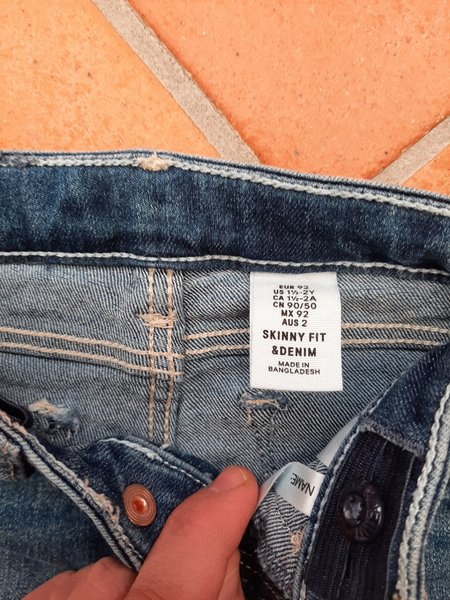 EUR 92
US 1½-2Y
CA 1½-2A
CN 90/50
MX 92
AUS 2
SKINNY FIT
&DENIM
MADE IN
BANGLADESH
NAME: